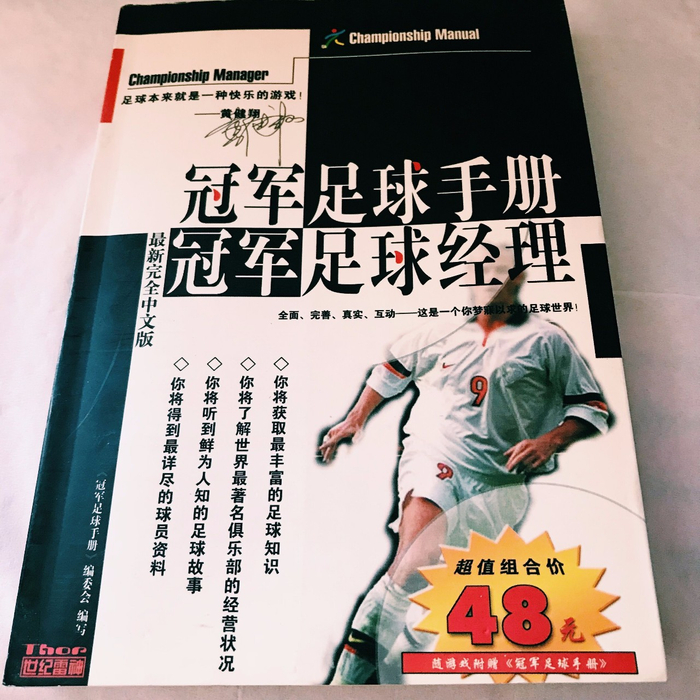 Championship Manual
Championship Manager
足球本来就是一种快乐的游戏！
——黄健翔
冠军足球手册
冠军足球经理
最新完全中文版
全面、完善、真实、互动——这是一个你梦寐以求的足球世界！
◇你将获取最丰富的足球知识
◇你将了解世界最著名俱乐部的经营状况
◇你将听到鲜为人知的足球故事
◇你将得到最详尽的球员资料
9
9
《冠军足球手册》编委会 编写
超值组合价
48元
随游戏附赠《冠军足球手册》
Thor
世纪雷神